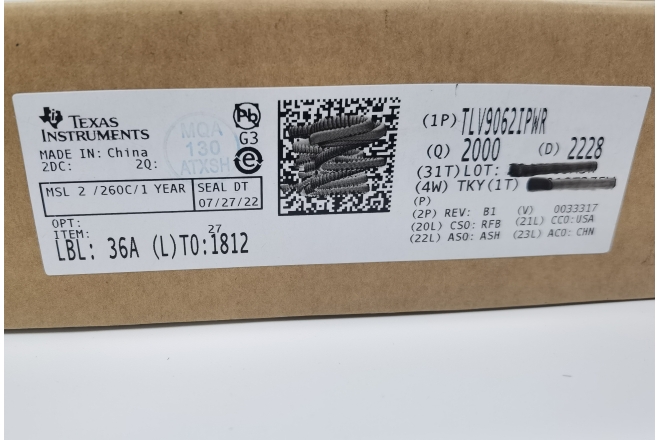 TEXAS
INSTRUMENTS
MADE IN: China
2DC: 2Q:
MQA
130
ATXSH
Pb
G3
e
MSL 2 /260C/1 YEAR
SEAL DT
07/27/22
OPT:
ITEM: 27
LBL: 36A (L)TO:1812
(1P) TLV9062IPWR
(Q) 2000 (D) 2228
(31T)LOT:
(4W) TKY(1T)
(P)
(2P) REV: B1 (V) 0033317
(20L) CSO: RFB (21L) CCO:USA
(22L) ASO: ASH (23L) ACO: CHN